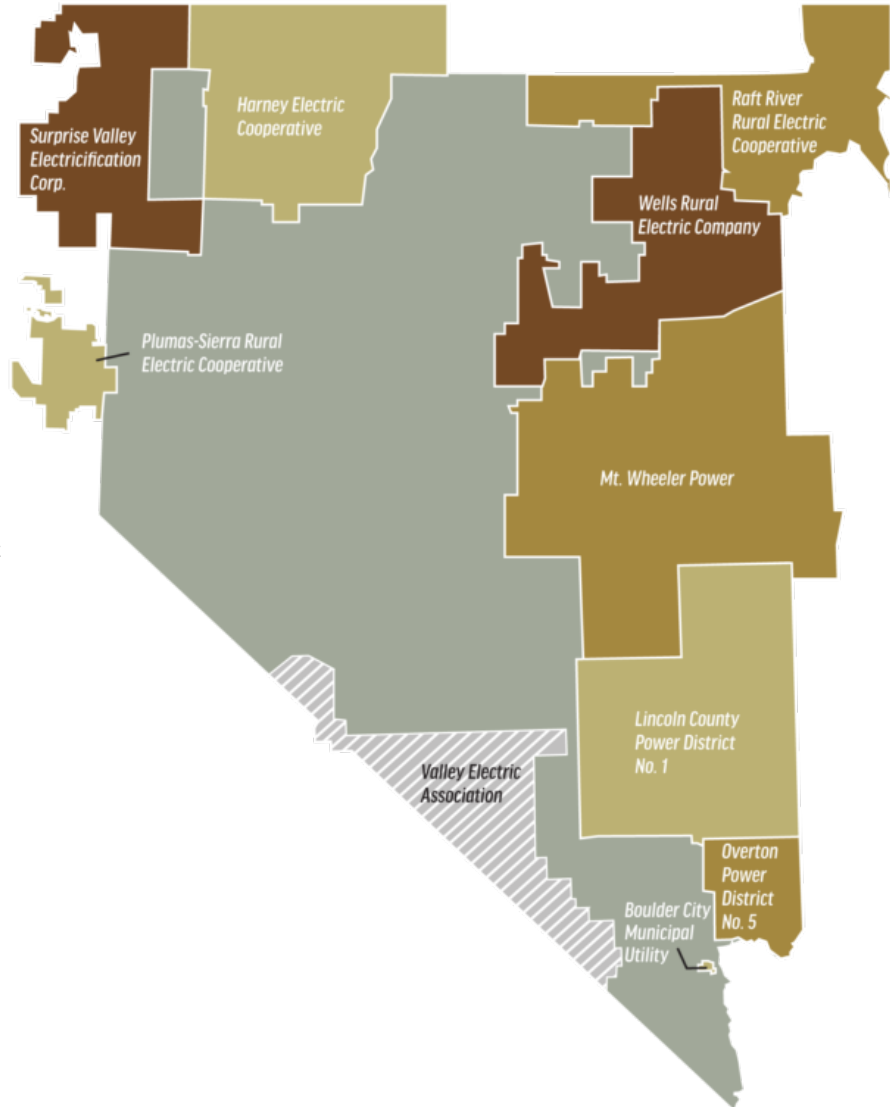 Harney Electric
Cooperative
Raft River
Rural Electric
Cooperative
Surprise Valley
Electricification
Corp.
Wells Rural
Electric Company
Plumas-Sierra Rural
Electric Cooperative
Mt. Wheeler Power
Lincoln County
Power District
No. 1
Valley Electric
Association
Overton
Power
District
No. 5
Boulder City
Municipal
Utility